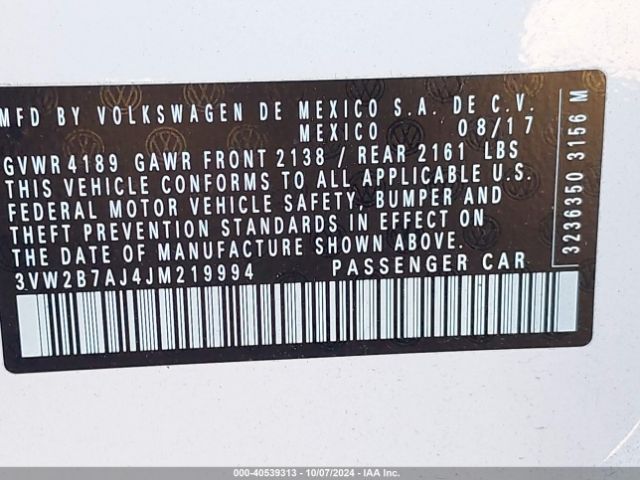 MFD BY VOLKSWAGEN DE MEXICO S.A. DE C.V.
MEXICO 08/17
GVWR 4189 GAWR FRONT 2138 / REAR 2161 LBS
THIS VEHICLE CONFORMS TO ALL APPLICABLE U.S.
FEDERAL MOTOR VEHICLE SAFETY, BUMPER AND
THEFT PREVENTION STANDARDS IN EFFECT ON
THE DATE OF MANUFACTURE SHOWN ABOVE.
3VW2B7AJ4JM219994 PASSENGER CAR
3236350 3156 M
000-40539313 - 10/07/2024 - IAA Inc.